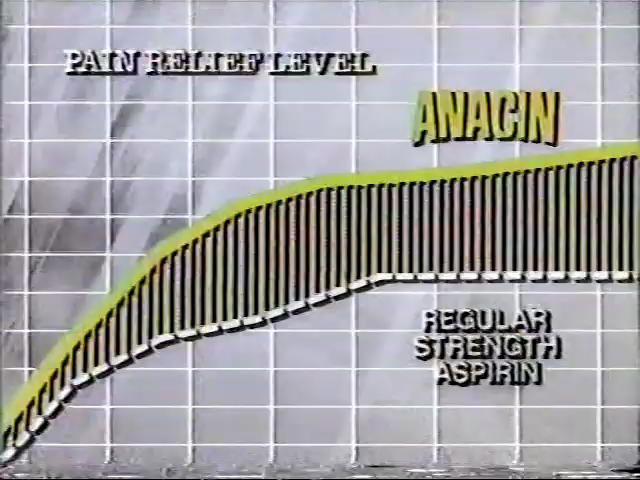 PAIN RELIEF LEVEL
ANACIN
REGULAR
STRENGTH
ASPIRIN